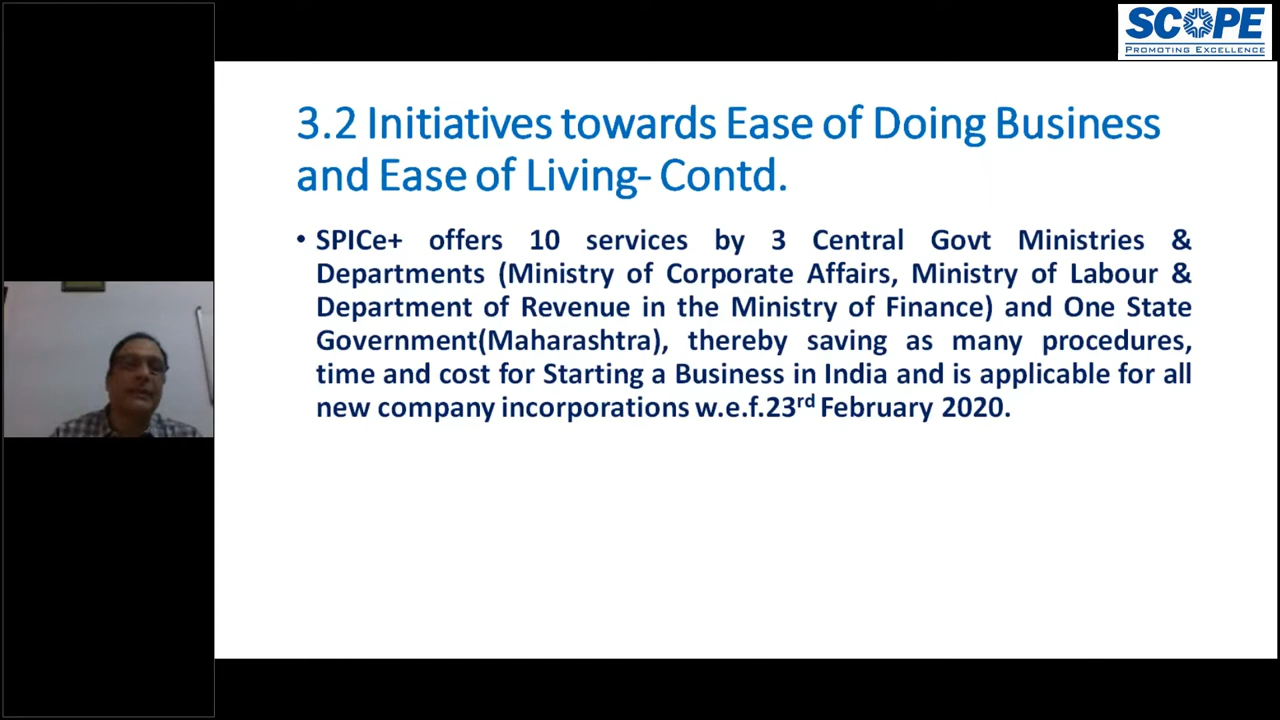 SCOPE
PROMOTING EXCELLENCE
3.2 Initiatives towards Ease of Doing Business
and Ease of Living- Contd.
• SPICe+ offers 10 services by 3 Central Govt Ministries &
Departments (Ministry of Corporate Affairs, Ministry of Labour &
Department of Revenue in the Ministry of Finance) and One State
Government(Maharashtra), thereby saving as many procedures,
time and cost for Starting a Business in India and is applicable for all
new company incorporations w.e.f.23rd February 2020.